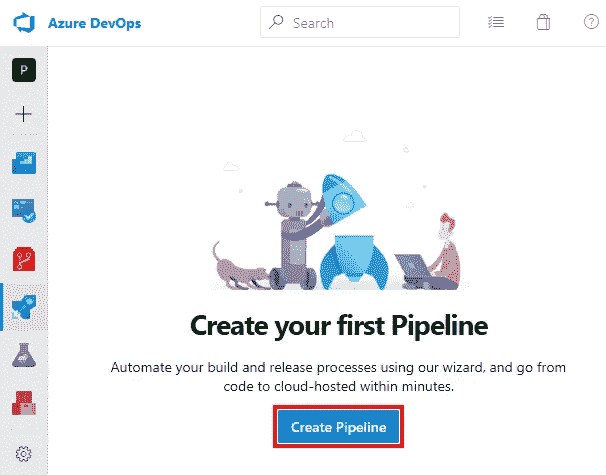 Azure DevOps
Search
P
Create your first Pipeline
Automate your build and release processes using our wizard, and go from
code to cloud-hosted within minutes.
Create Pipeline